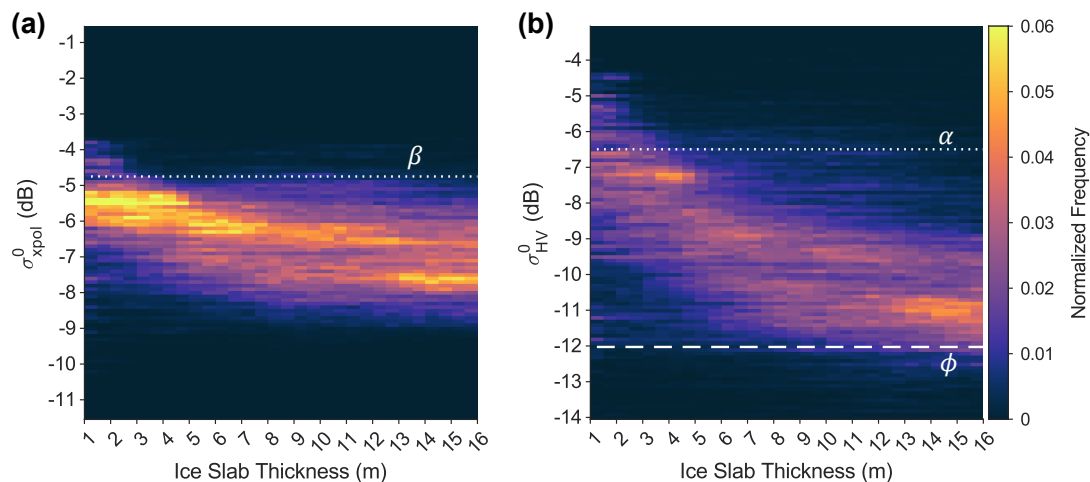 (a)
-1
-2
-3
-4
-5
-6
-7
-8
-9
-10
-11
σ⁰xpol (dB)
β
1 2 3 4 5 6 7 8 9 10 11 12 13 14 15 16
Ice Slab Thickness (m)
(b)
-4
-5
-6
-7
-8
-9
-10
-11
-12
-13
-14
σ⁰HV (dB)
α
ϕ
1 2 3 4 5 6 7 8 9 10 11 12 13 14 15 16
Ice Slab Thickness (m)
0.06
0.05
0.04
0.03
0.02
0.01
0
Normalized Frequency